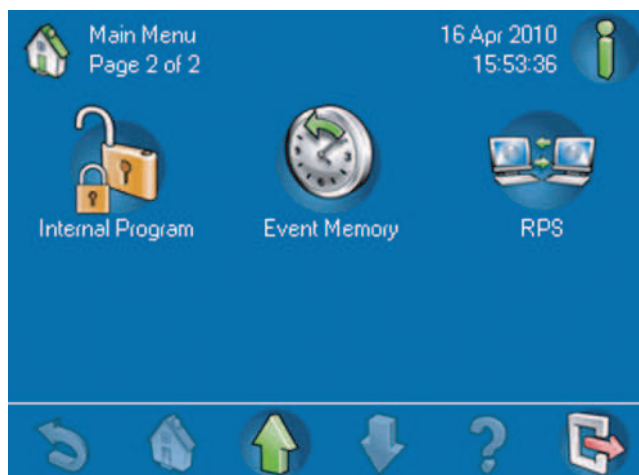 Main Menu
Page 2 of 2
16 Apr 2010
15:53:36
Internal Program
Event Memory
RPS